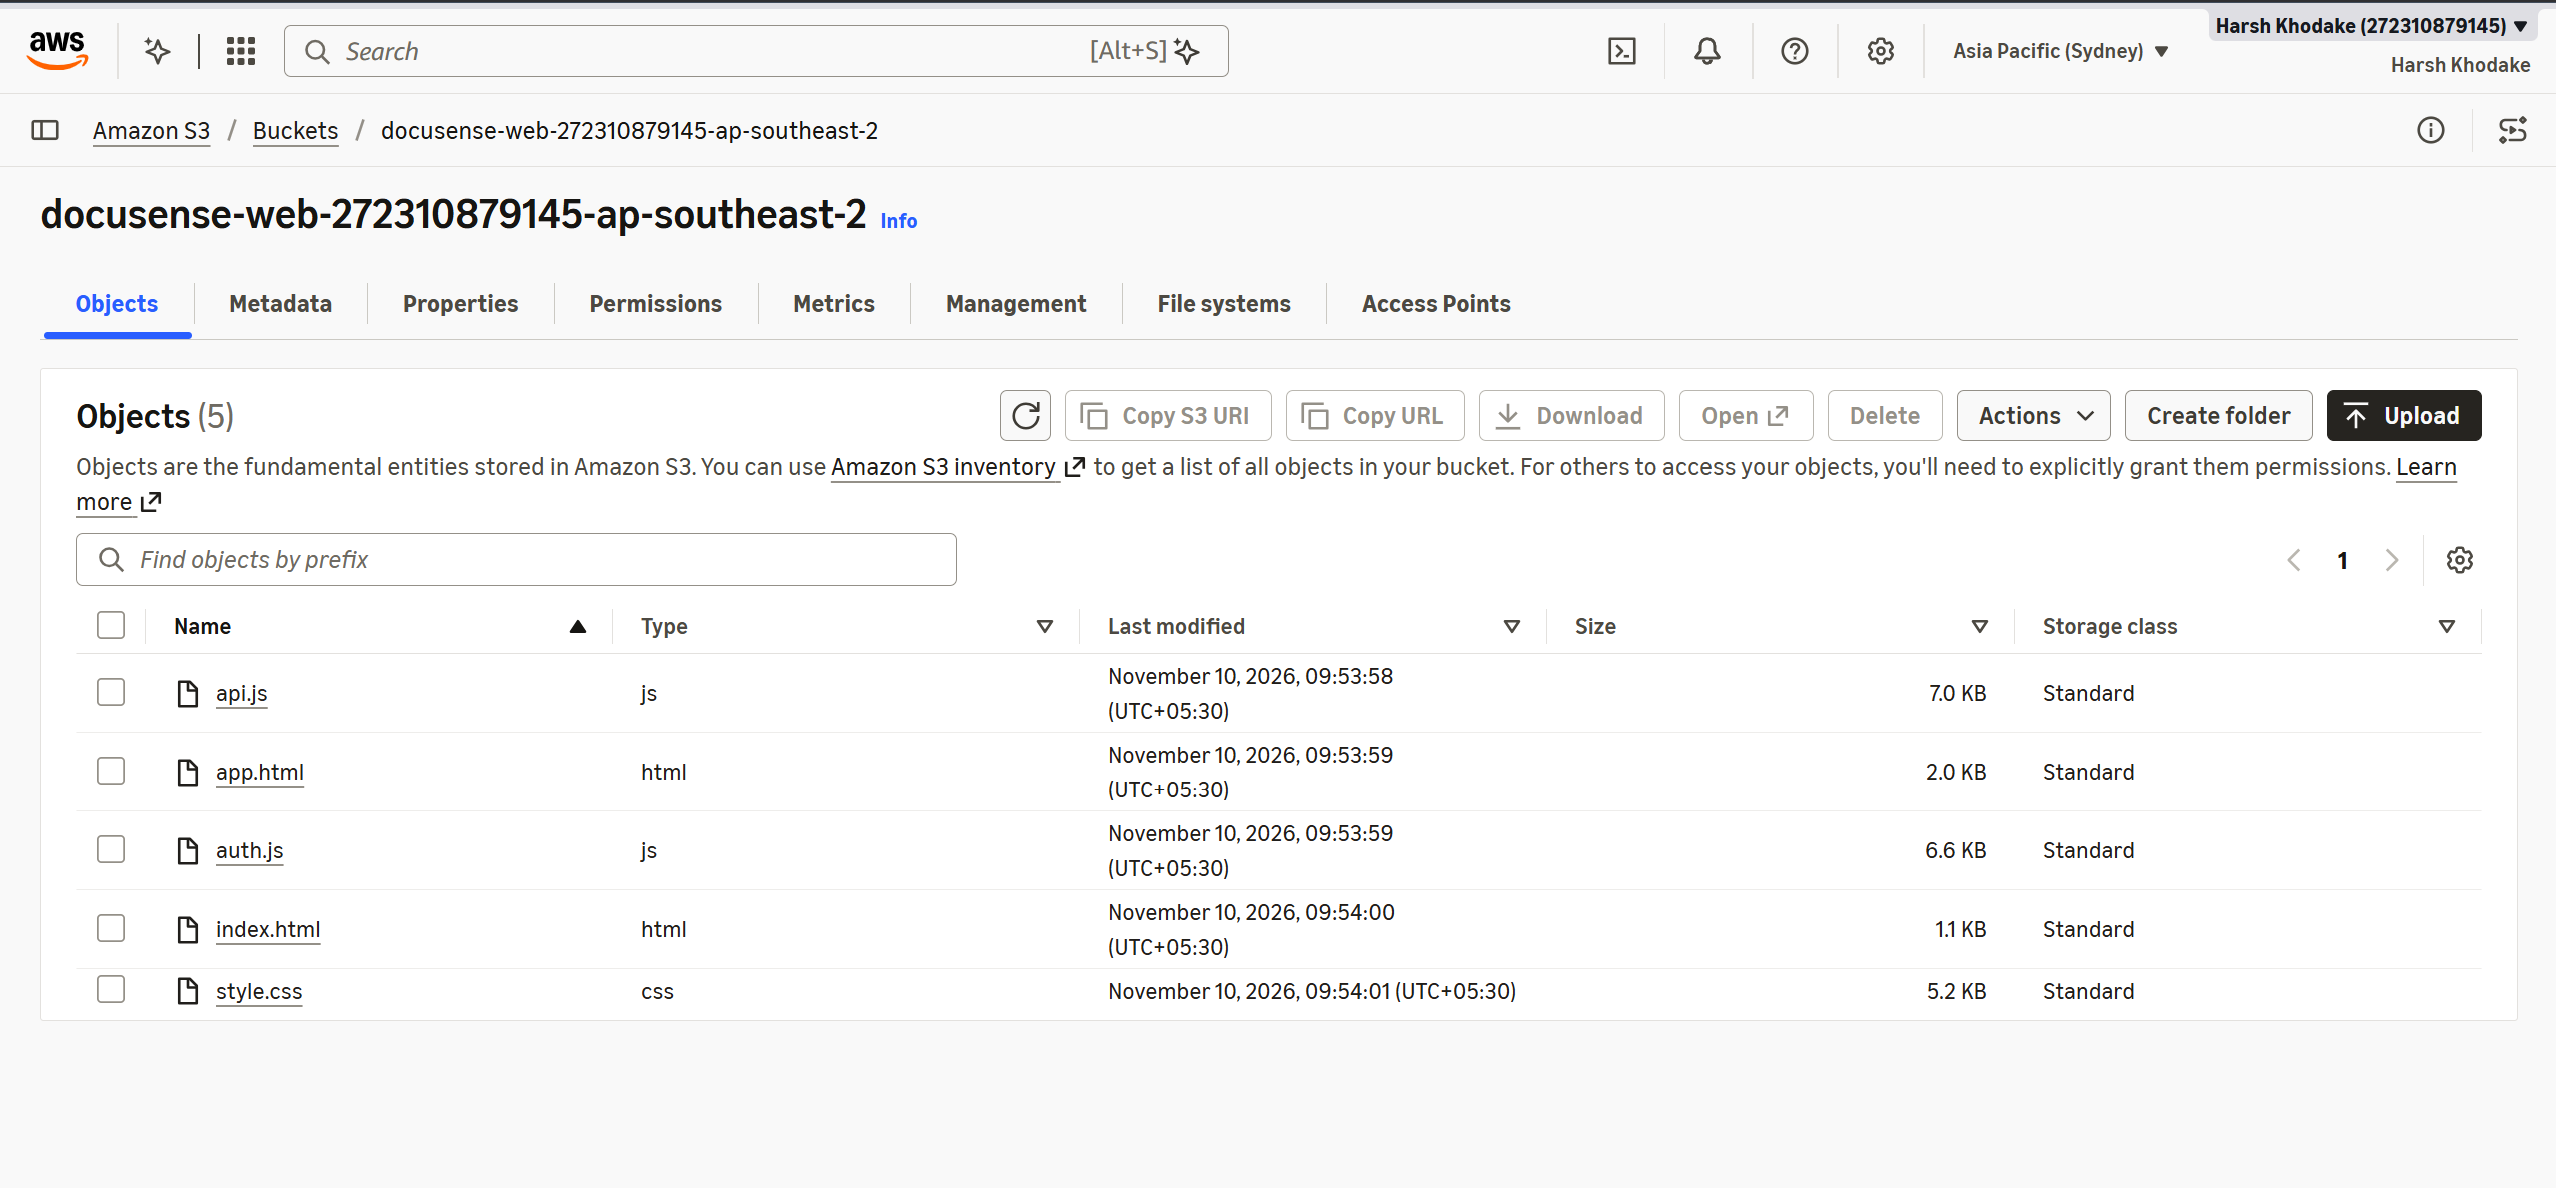 aws
Search [Alt+S]
Asia Pacific (Sydney)
Harsh Khodake (272310879145)
Harsh Khodake
Amazon S3 / Buckets / docusense-web-272310879145-ap-southeast-2
docusense-web-272310879145-ap-southeast-2 Info
Objects Metadata Properties Permissions Metrics Management File systems Access Points
Objects (5)
Copy S3 URI Copy URL Download Open Delete Actions Create folder Upload
Objects are the fundamental entities stored in Amazon S3. You can use Amazon S3 inventory to get a list of all objects in your bucket. For others to access your objects, you'll need to explicitly grant them permissions. Learn
more
Find objects by prefix
1
Name Type Last modified Size Storage class
api.js js November 10, 2026, 09:53:58 (UTC+05:30) 7.0 KB Standard
app.html html November 10, 2026, 09:53:59 (UTC+05:30) 2.0 KB Standard
auth.js js November 10, 2026, 09:53:59 (UTC+05:30) 6.6 KB Standard
index.html html November 10, 2026, 09:54:00 (UTC+05:30) 1.1 KB Standard
style.css css November 10, 2026, 09:54:01 (UTC+05:30) 5.2 KB Standard